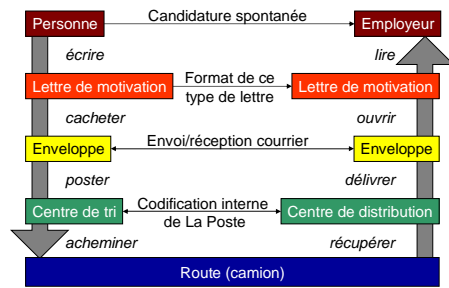 Personne Candidature spontanée Employeur
écrire lire
Lettre de motivation Format de ce type de lettre Lettre de motivation
cacheter ouvrir
Enveloppe Envoi/réception courrier Enveloppe
poster délivrer
Centre de tri Codification interne de La Poste Centre de distribution
acheminer récupérer
Route (camion)